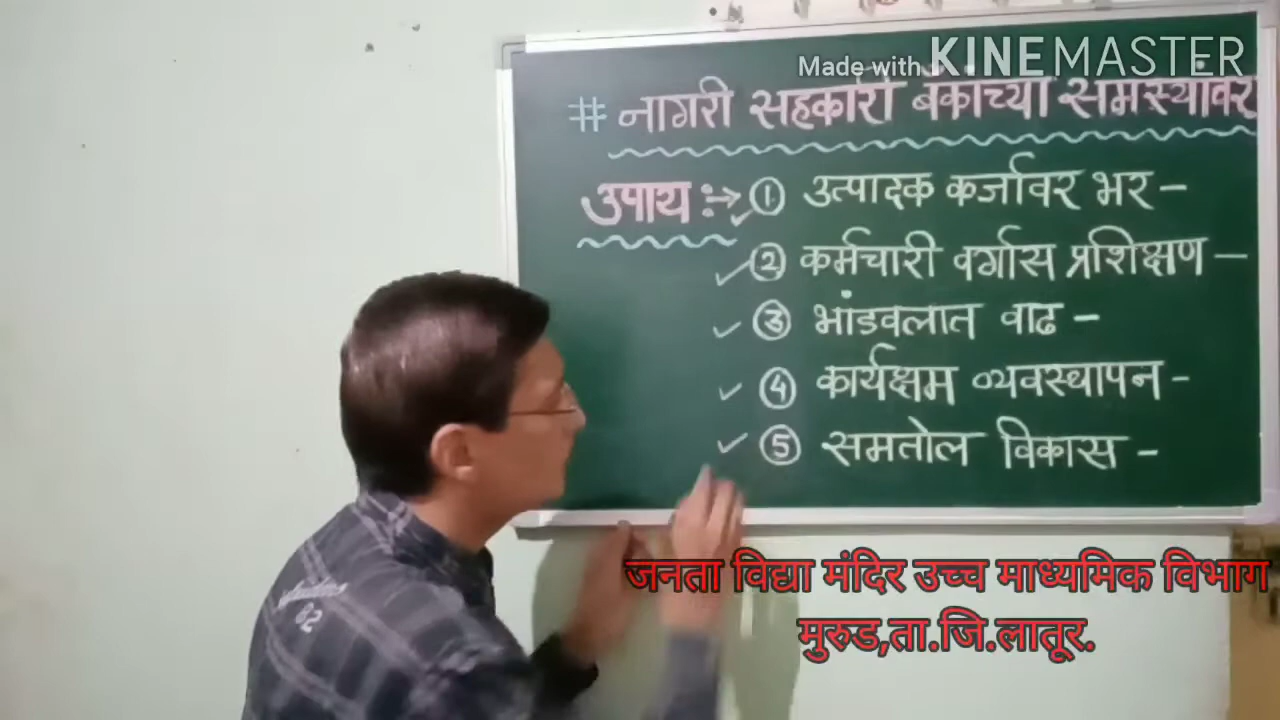 Made with KINEMASTER
# नागरी सहकारी बँकांच्या समस्यांवर
उपाय :→ ① उत्पादक कर्जावर भर –
② कर्मचारी वर्गास प्रशिक्षण –
③ भांडवलात वाढ –
④ कार्यक्षम व्यवस्थापन –
⑤ समतोल विकास –
जनता विद्या मंदिर उच्च माध्यमिक विभाग
मुरुड,ता.जि.लातूर.